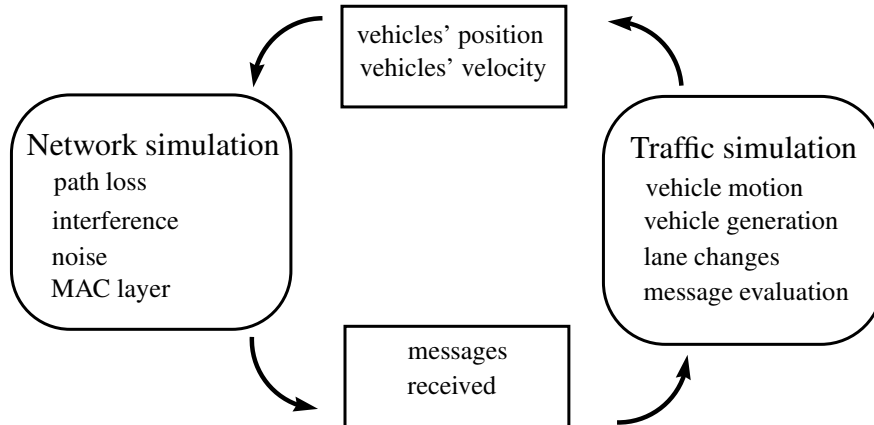 vehicles’ position
vehicles’ velocity
Network simulation
path loss
interference
noise
MAC layer
Traffic simulation
vehicle motion
vehicle generation
lane changes
message evaluation
messages
received